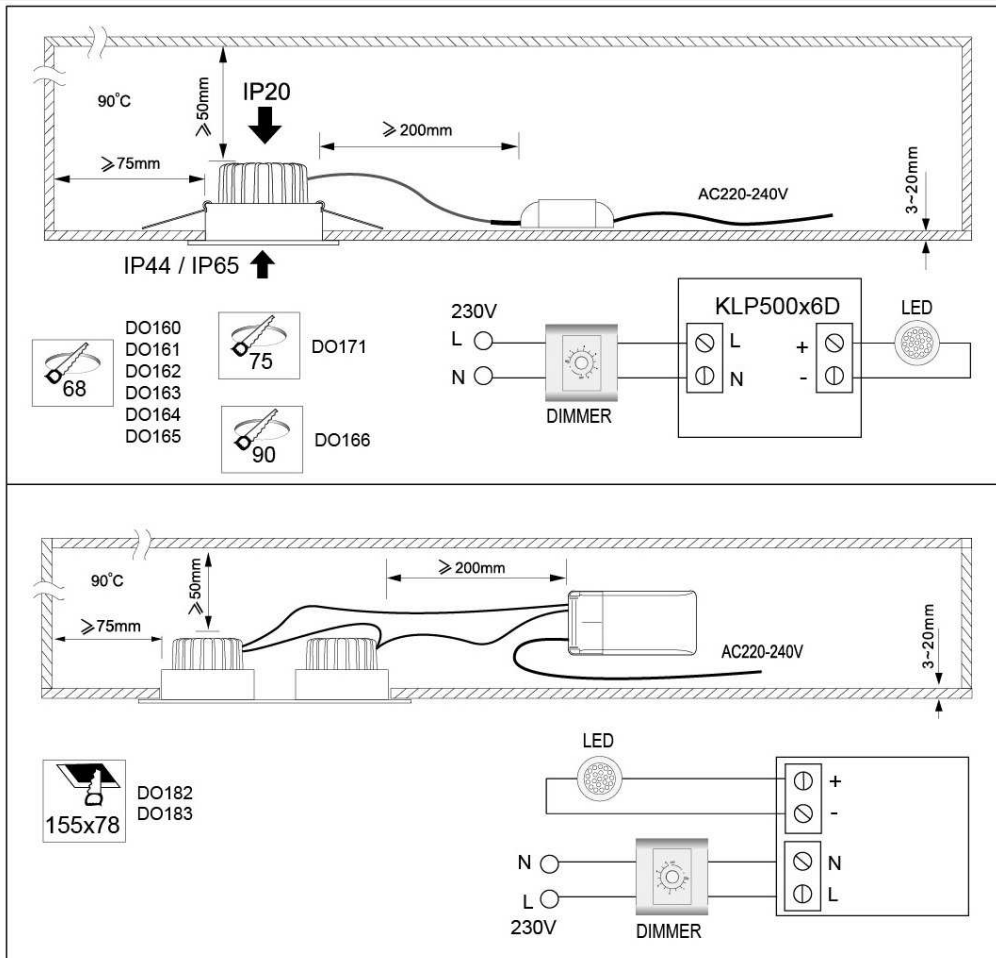 90°C
⩾50mm
IP20
⩾75mm
⩾200mm
AC220-240V
3~20mm
IP44 / IP65
68
DO160
DO161
DO162
DO163
DO164
DO165
75
DO171
90
DO166
230V
L
N
DIMMER
KLP500x6D
L
N
+
-
LED
90°C
⩾50mm
⩾75mm
⩾200mm
AC220-240V
3~20mm
155x78
DO182
DO183
LED
+
-
N
L
230V
DIMMER
N
L